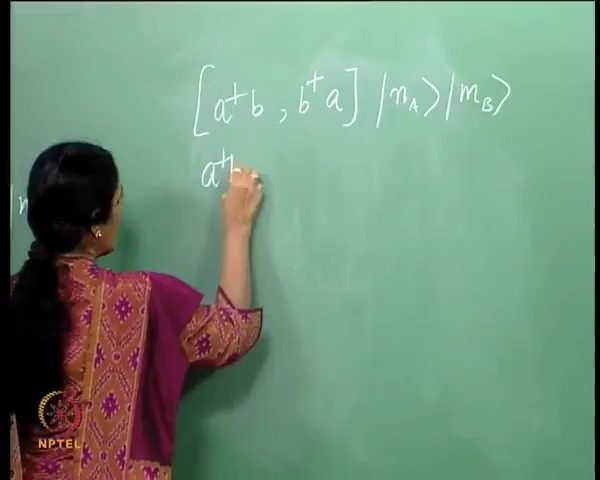 [a†b, b†a] |n_A>|m_B>
a†
|n
NPTEL